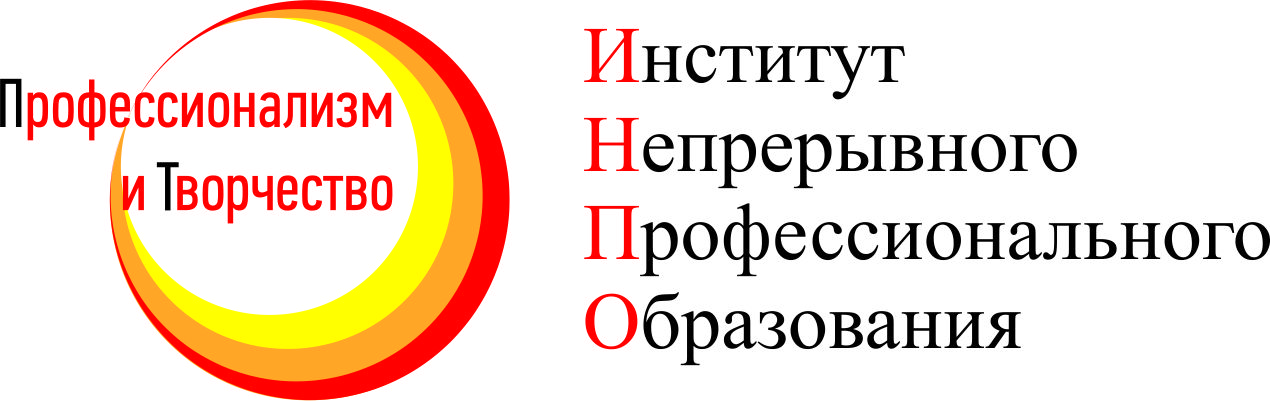 Профессионализм
и Творчество
Институт
Непрерывного
Профессионального
Образования